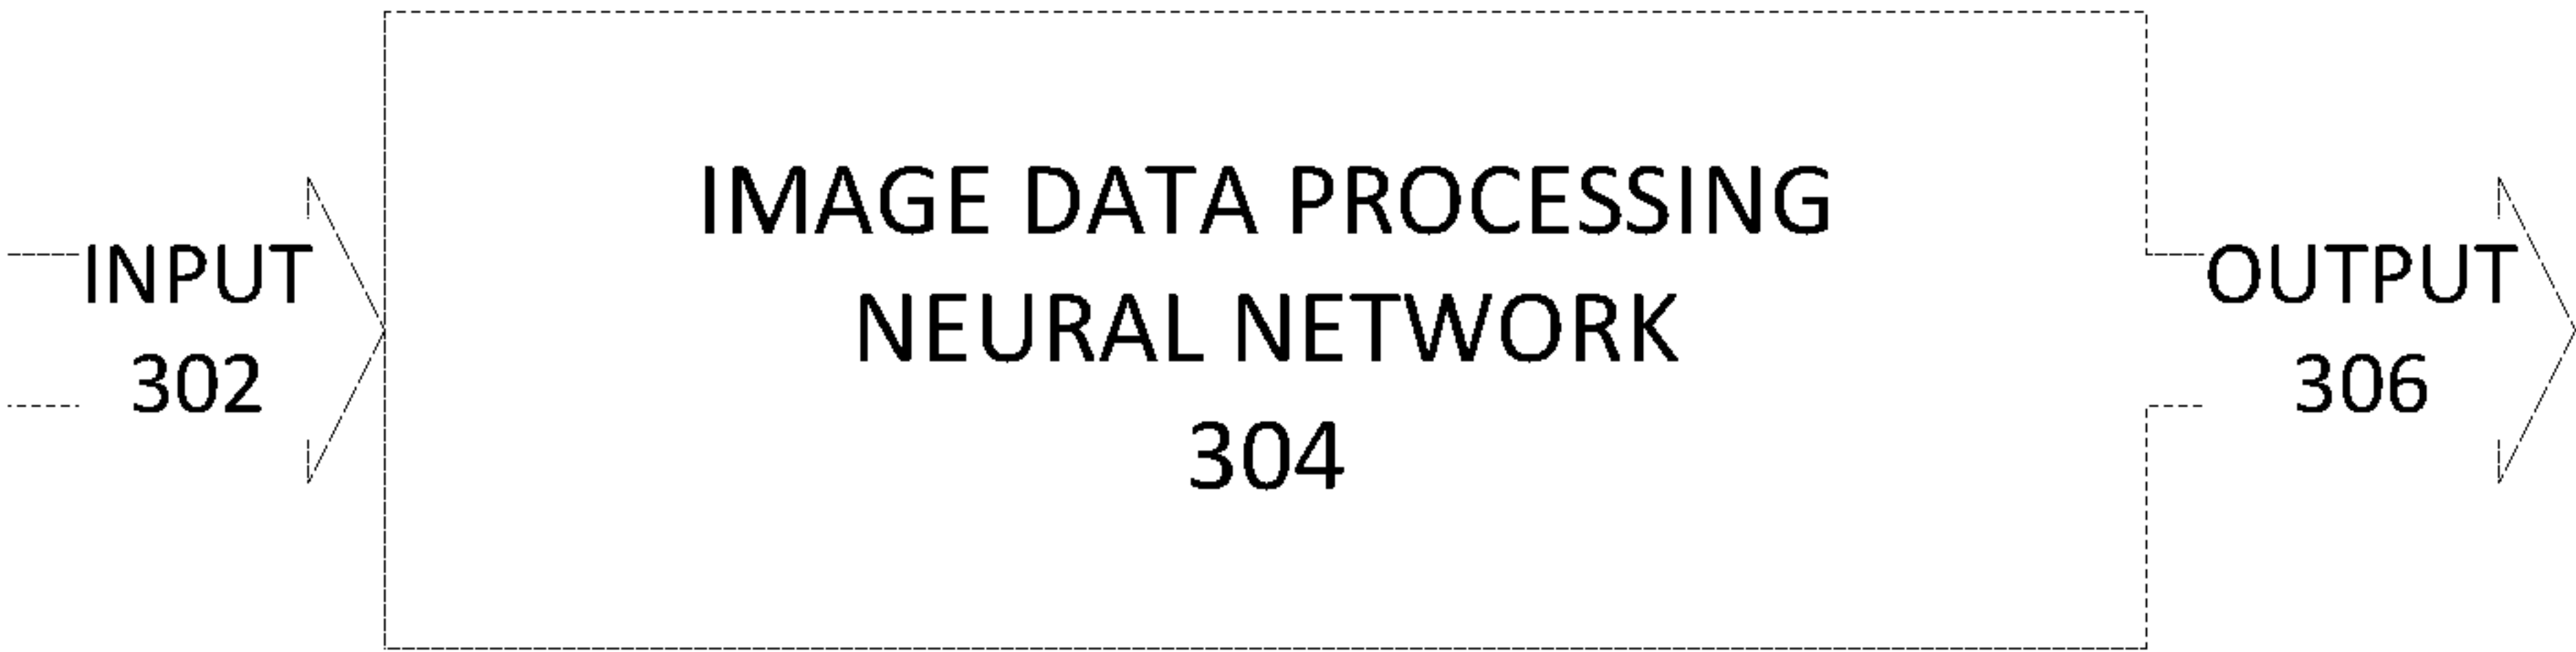 INPUT
302
IMAGE DATA PROCESSING
NEURAL NETWORK
304
OUTPUT
306